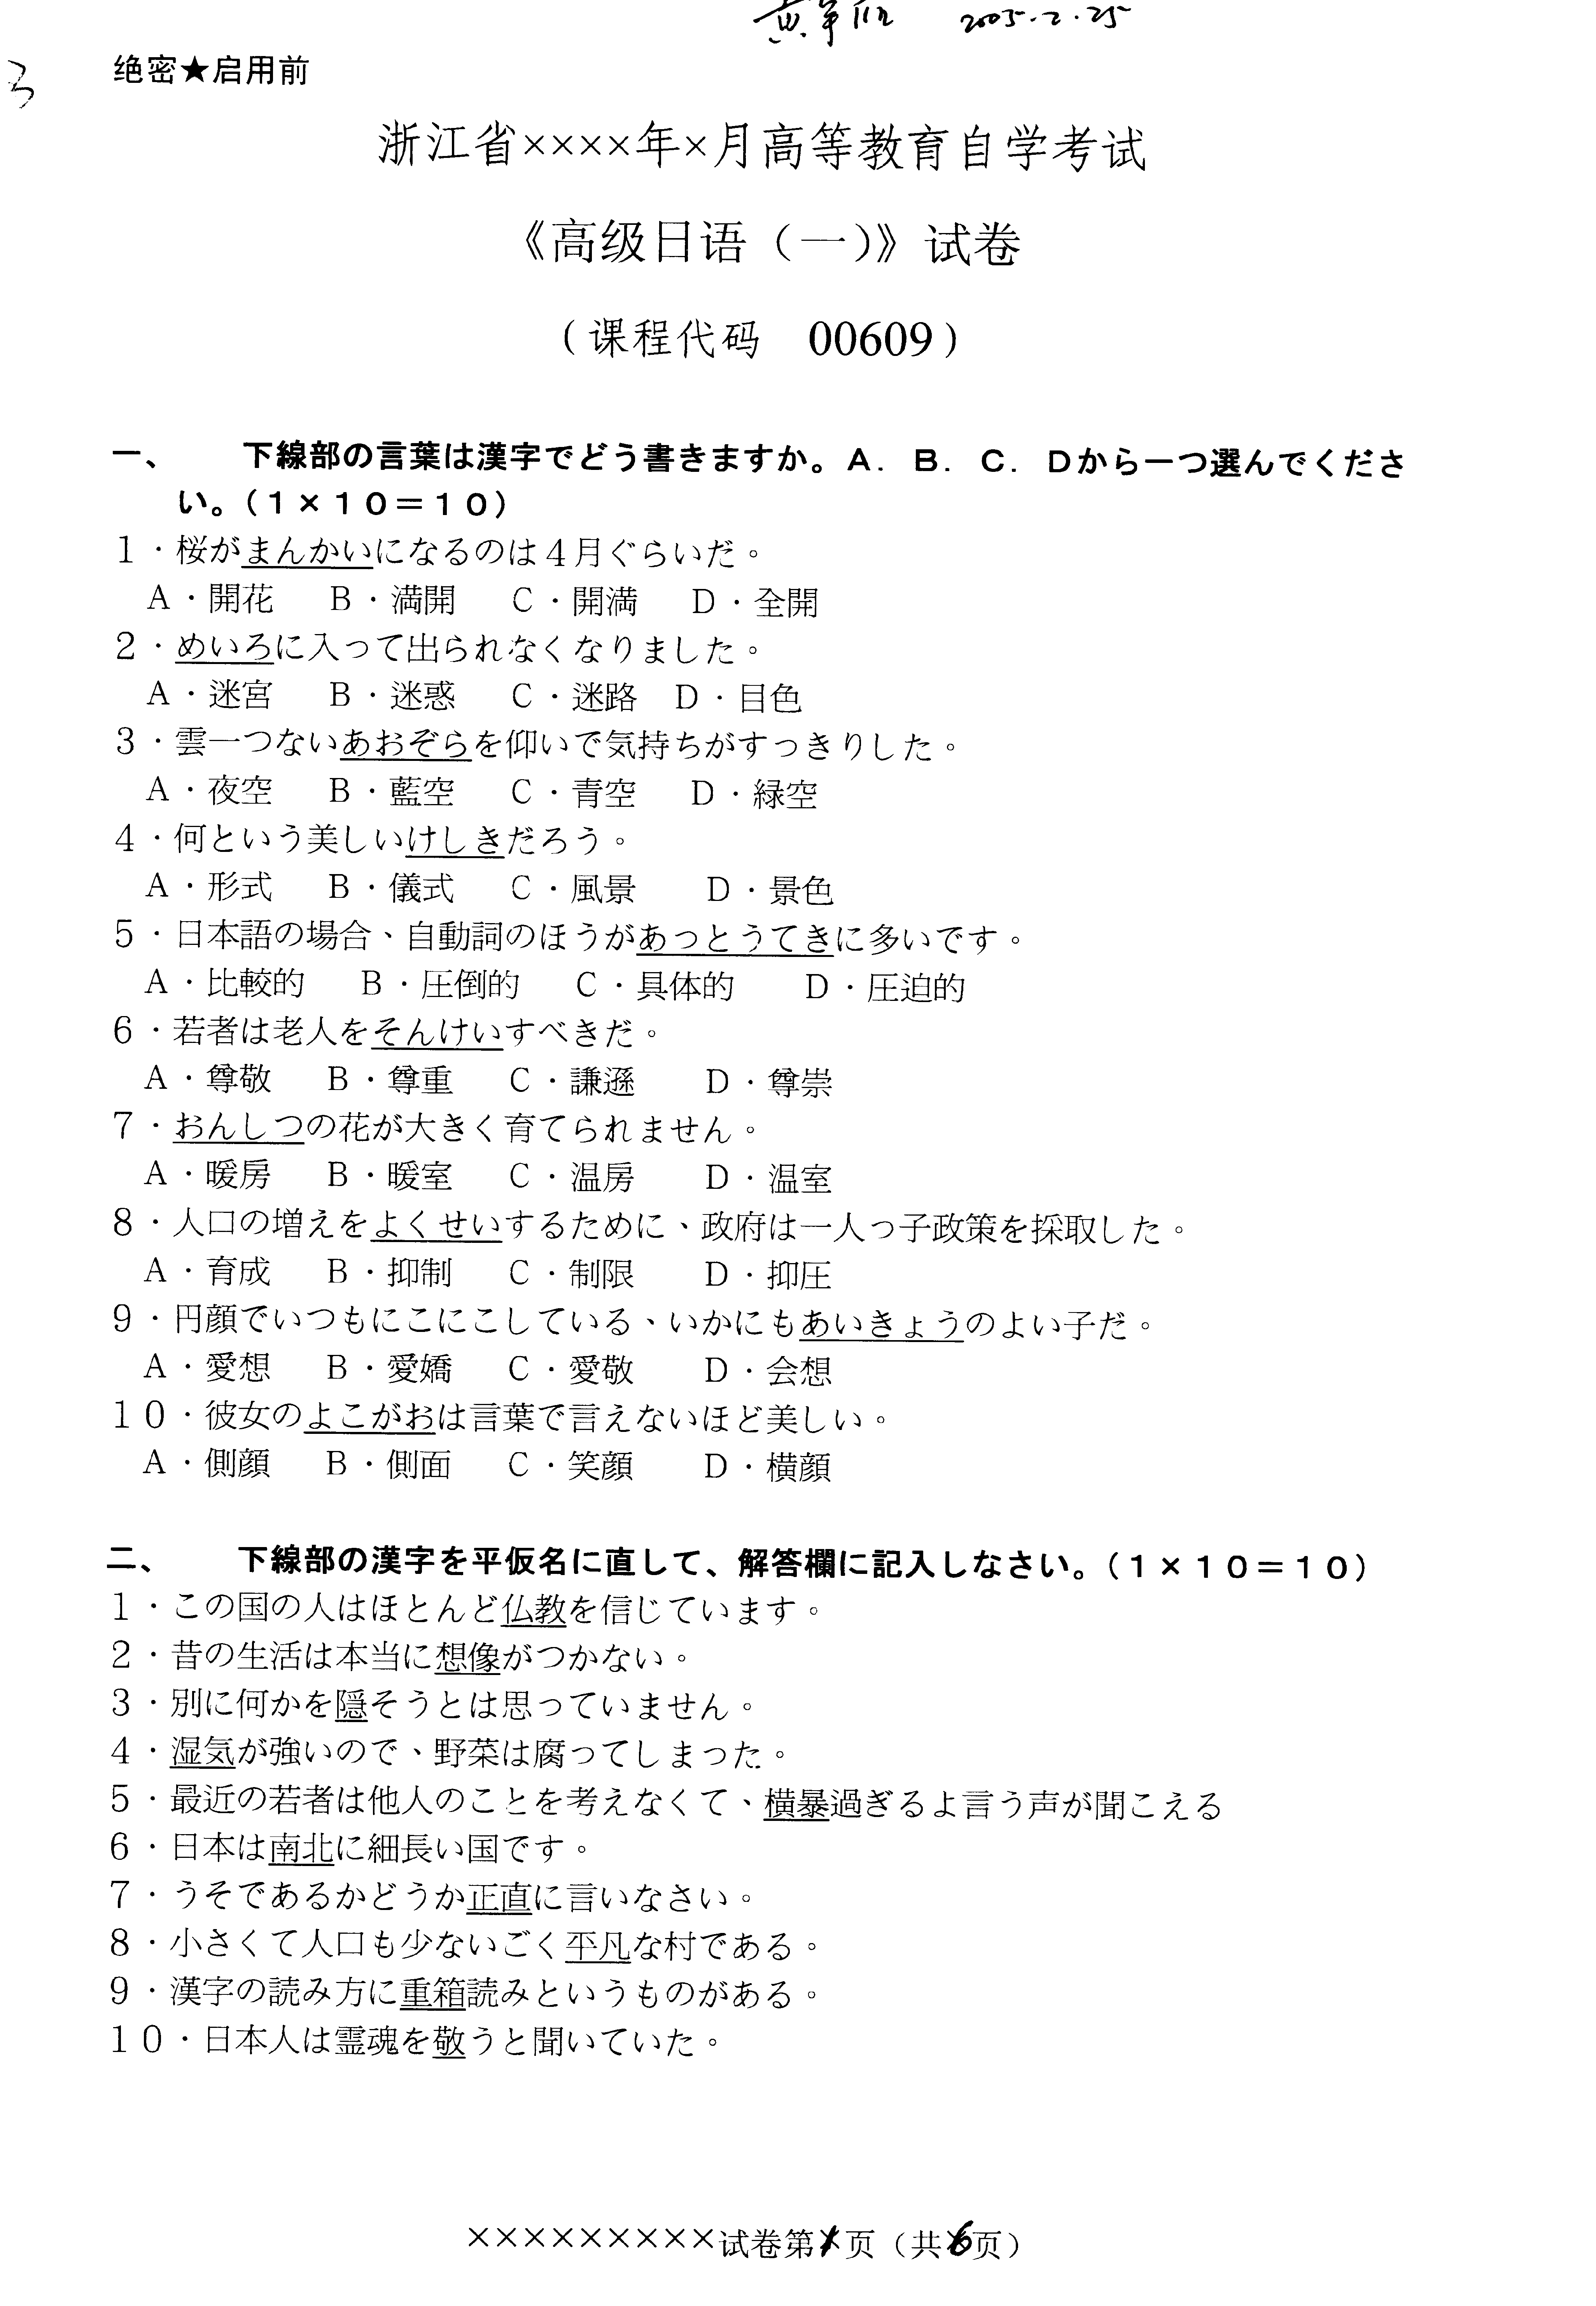 2005.2.25
3
绝密★启用前
浙江省××××年×月高等教育自学考试
《高级日语（一）》试卷
（课程代码　00609）
一、　　下線部の言葉は漢字でどう書きますか。A．B．C．Dから一つ選んでくださ
い。（１×１０＝１０）
１・桜がまんかいになるのは４月ぐらいだ。
A・開花　B・満開　C・開満　D・全開
２・めいろに入って出られなくなりました。
A・迷宮　B・迷惑　C・迷路　D・目色
３・雲一つないあおぞらを仰いで気持ちがすっきりした。
A・夜空　B・藍空　C・青空　D・緑空
４・何という美しいけしきだろう。
A・形式　B・儀式　C・風景　D・景色
５・日本語の場合、自動詞のほうがあっとうてきに多いです。
A・比較的　B・圧倒的　C・具体的　D・圧迫的
６・若者は老人をそんけいすべきだ。
A・尊敬　B・尊重　C・謙遜　D・尊崇
７・おんしつの花が大きく育てられません。
A・暖房　B・暖室　C・温房　D・温室
８・人口の増えをよくせいするために、政府は一人っ子政策を採取した。
A・育成　B・抑制　C・制限　D・抑圧
９・円顔でいつもにこにこしている、いかにもあいきょうのよい子だ。
A・愛想　B・愛嬌　C・愛敬　D・会想
１０・彼女のよこがおは言葉で言えないほど美しい。
A・側顔　B・側面　C・笑顔　D・横顔
二、　　下線部の漢字を平仮名に直して、解答欄に記入しなさい。（１×１０＝１０）
１・この国の人はほとんど仏教を信じています。
２・昔の生活は本当に想像がつかない。
３・別に何かを隠そうとは思っていません。
４・湿気が強いので、野菜は腐ってしまった。
５・最近の若者は他人のことを考えなくて、横暴過ぎるよ言う声が聞こえる
６・日本は南北に細長い国です。
７・うそであるかどうか正直に言いなさい。
８・小さくて人口も少ないごく平凡な村である。
９・漢字の読み方に重箱読みというものがある。
１０・日本人は霊魂を敬うと聞いていた。
×××××××××试卷第1页（共6页）